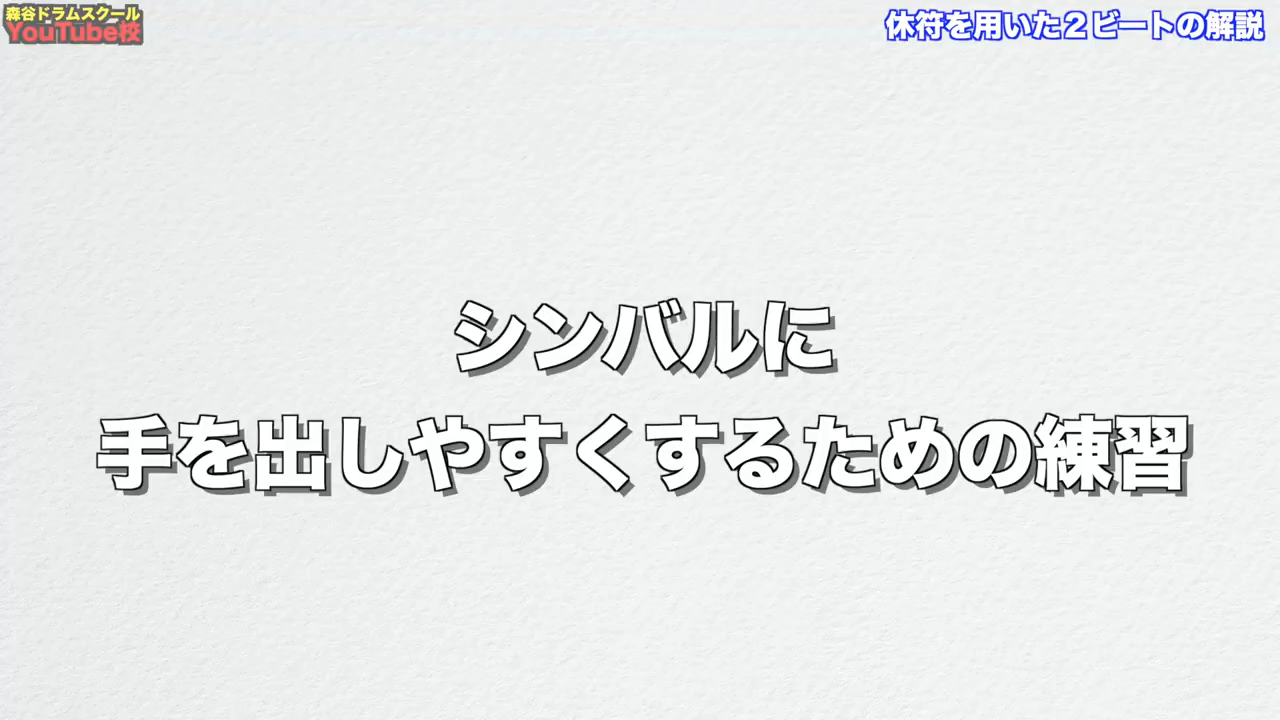 森谷ドラムスクール
YouTube校
休符を用いた２ビートの解説
シンバルに
手を出しやすくするための練習